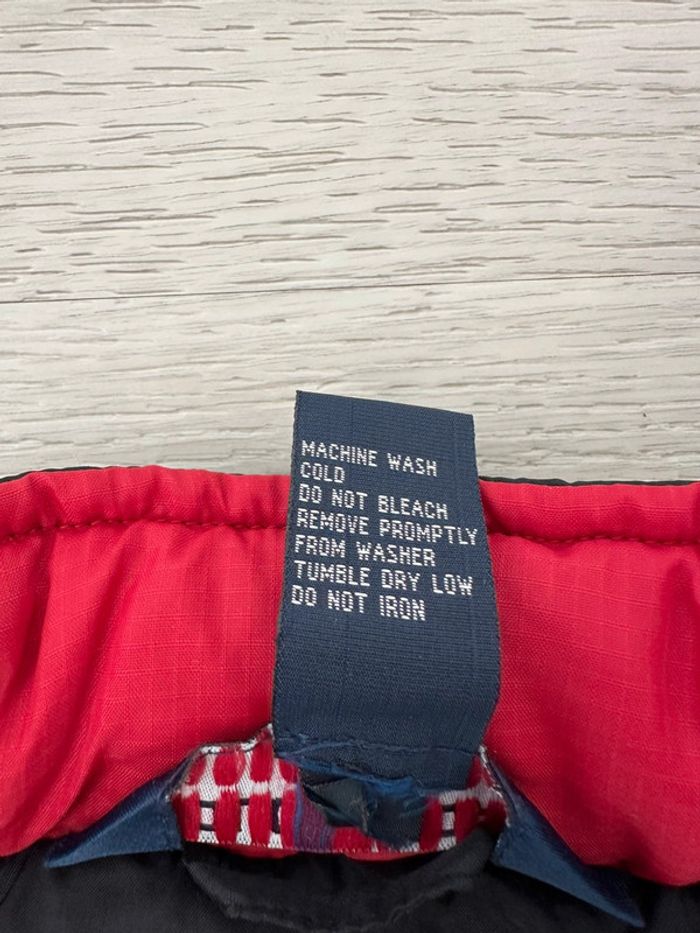 MACHINE WASH
COLD
DO NOT BLEACH
REMOVE PROMPTLY
FROM WASHER
TUMBLE DRY LOW
DO NOT IRON